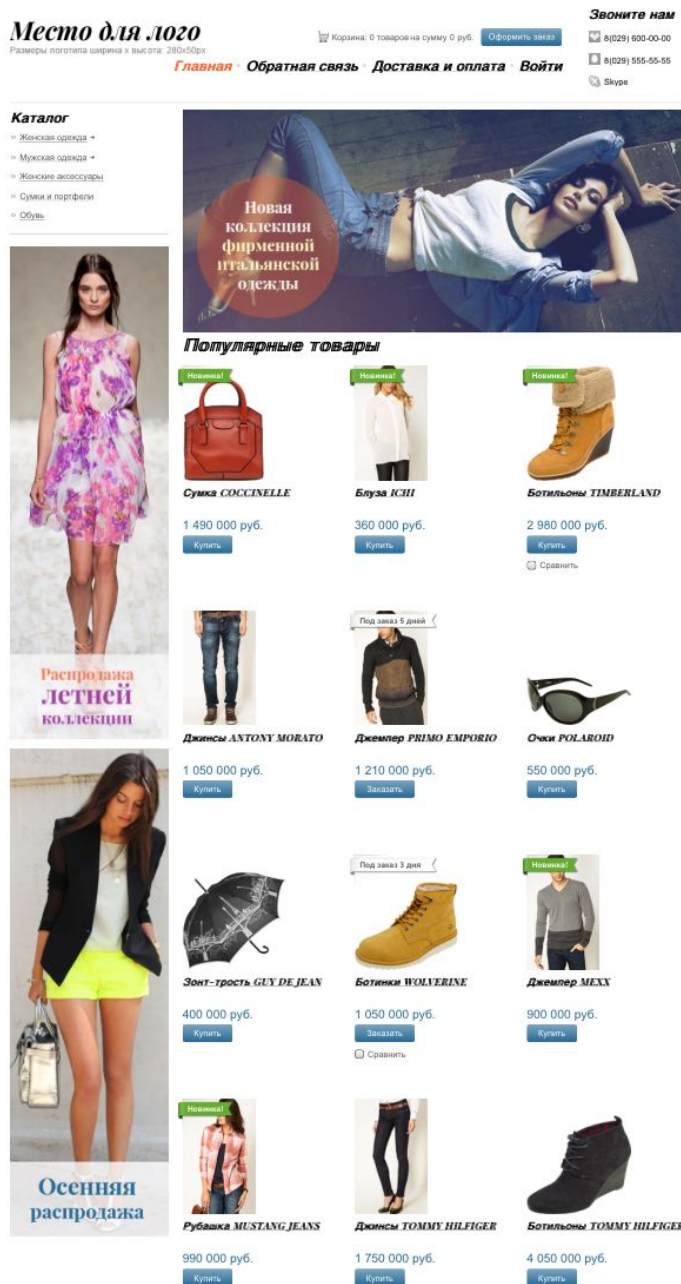 Место для лого
Размеры логотипа ширина x высота: 280x50px
Корзина: 0 товаров на сумму 0 руб.
Оформить заказ
Звоните нам
8(029) 600-00-00
8(029) 555-55-55
Skype
Главная · Обратная связь · Доставка и оплата · Войти
Каталог
Женская одежда
Мужская одежда
Женские аксессуары
Сумки и портфели
Обувь
Новая
коллекция
фирменной
итальянской
одежды
Распродажа
летней
коллекции
Осенняя
распродажа
Популярные товары
Новинка!
Сумка COCCINELLE
1 490 000 руб.
Купить
Новинка!
Блуза ICHI
360 000 руб.
Купить
Новинка!
Ботильоны TIMBERLAND
2 980 000 руб.
Купить
Сравнить
Джинсы ANTONY MORATO
1 050 000 руб.
Купить
Под заказ 5 дней
Джемпер PRIMO EMPORIO
1 210 000 руб.
Заказать
Очки POLAROID
550 000 руб.
Купить
Зонт-трость GUY DE JEAN
400 000 руб.
Купить
Под заказ 3 дня
Ботинки WOLVERINE
1 050 000 руб.
Заказать
Сравнить
Новинка!
Джемпер MEXX
900 000 руб.
Купить
Новинка!
Рубашка MUSTANG JEANS
990 000 руб.
Купить
Джинсы TOMMY HILFIGER
1 750 000 руб.
Купить
Ботильоны TOMMY HILFIGER
4 050 000 руб.
Купить